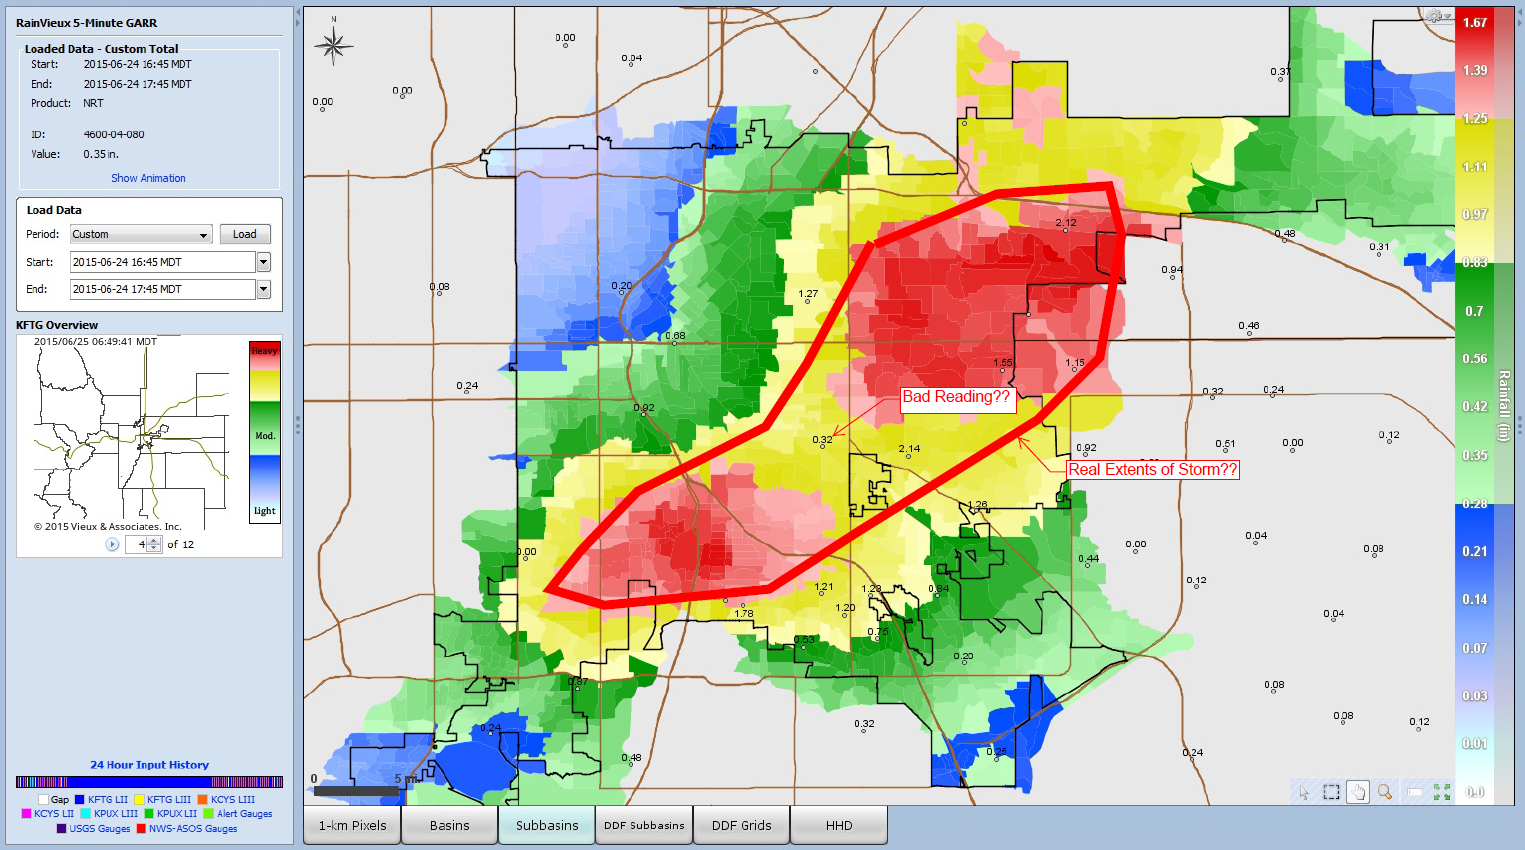 RainVieux 5-Minute GARR
Loaded Data - Custom Total
Start: 2015-06-24 16:45 MDT
End: 2015-06-24 17:45 MDT
Product: NRT
ID: 4600-04-080
Value: 0.35 in.
Show Animation
Load Data
Period: Custom Load
Start: 2015-06-24 16:45 MDT
End: 2015-06-24 17:45 MDT
KFTG Overview
2015/06/25 06:49:41 MDT
Heavy
Mod.
Light
© 2015 Vieux & Associates, Inc.
4 of 12
24 Hour Input History
Gap KFTG LII KFTG LIII KCYS LIII
KCYS LII KPUX LIII KPUX LII Alert Gauges
USGS Gauges NWS-ASOS Gauges
N
0.00
0.04
0.00
0.00
0.37
2.12
0.48
0.31
0.94
0.08
0.20
1.27
0.46
0.68
1.55
1.15
0.24
0.32
0.24
Bad Reading??
0.92
0.32
2.14
0.92
0.51
0.00
0.12
Real Extents of Storm??
1.26
0.00
0.00
0.04
0.08
0.44
0.12
1.21
1.23
0.84
1.20
1.78
0.04
0.75
0.53
0.20
0.87
0.08
0.24
0.32
0.08
0.12
0.48
0.25
0.24
0 5 mi.
1.67
1.39
1.25
1.11
0.97
0.83
0.7
0.56
0.42
0.35
0.28
0.21
0.14
0.07
0.03
0.01
0.0
Rainfall (in)
1-km Pixels Basins Subbasins DDF Subbasins DDF Grids HHD